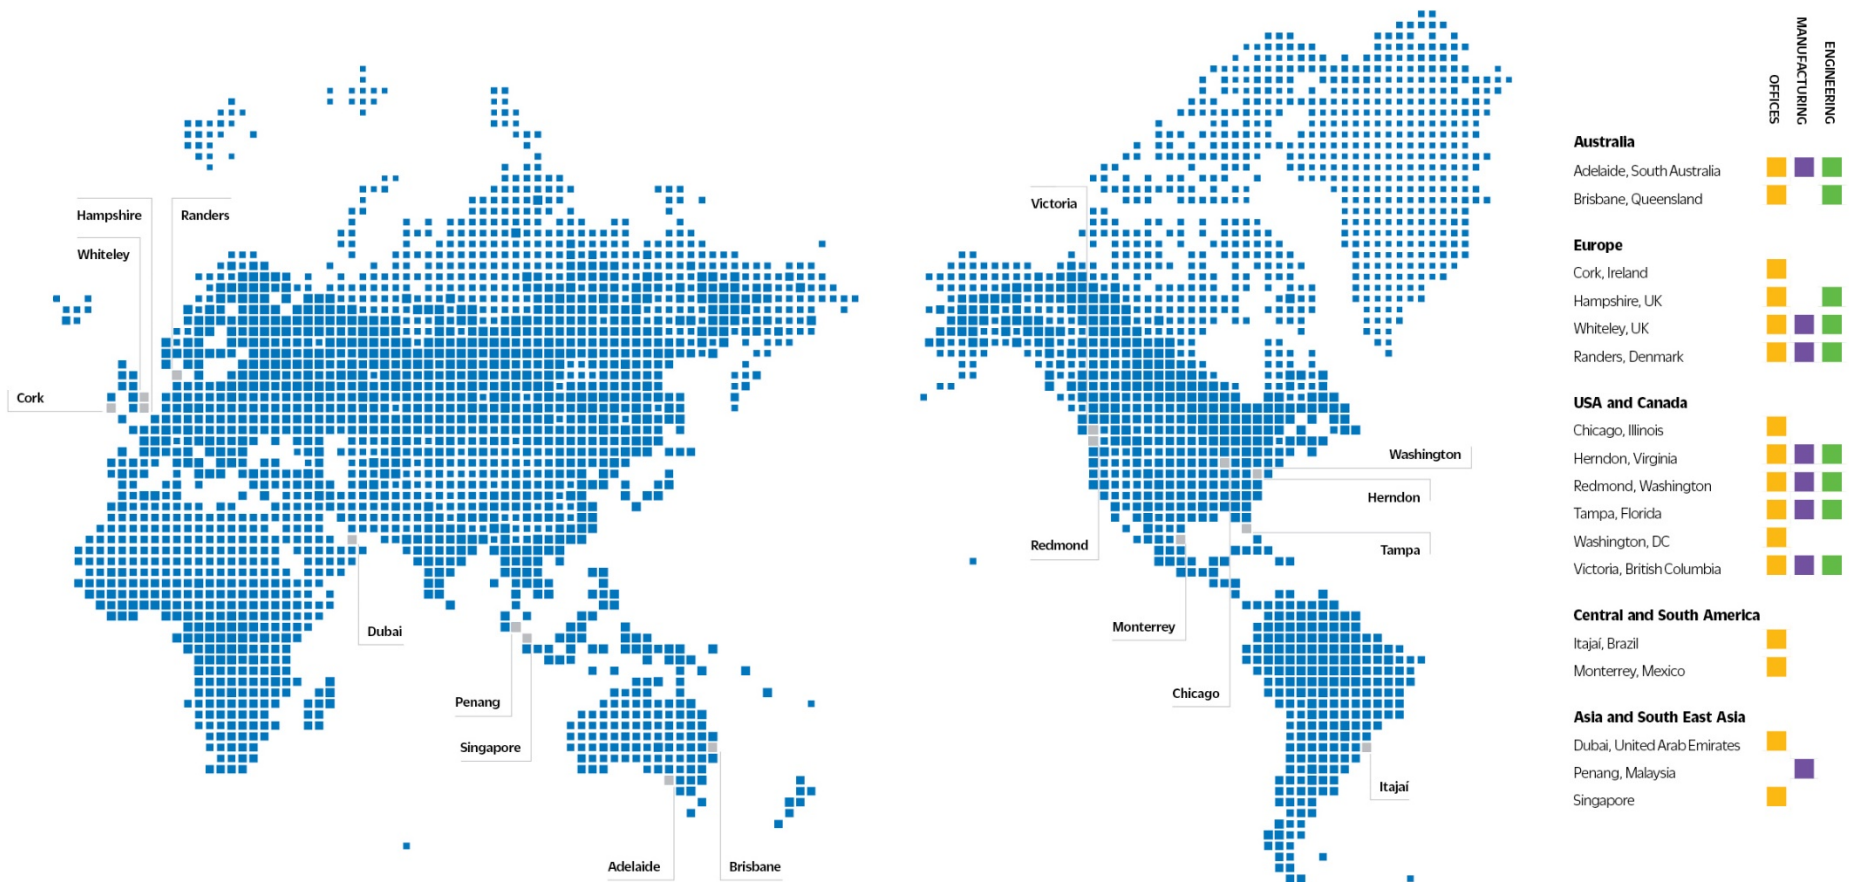 Hampshire
Randers
Whiteley
Cork
Dubai
Penang
Singapore
Adelaide
Brisbane
Victoria
Washington
Herndon
Redmond
Tampa
Monterrey
Chicago
Itajaí
OFFICES
MANUFACTURING
ENGINEERING
Australia
Adelaide, South Australia
Brisbane, Queensland
Europe
Cork, Ireland
Hampshire, UK
Whiteley, UK
Randers, Denmark
USA and Canada
Chicago, Illinois
Herndon, Virginia
Redmond, Washington
Tampa, Florida
Washington, DC
Victoria, British Columbia
Central and South America
Itajaí, Brazil
Monterrey, Mexico
Asia and South East Asia
Dubai, United Arab Emirates
Penang, Malaysia
Singapore